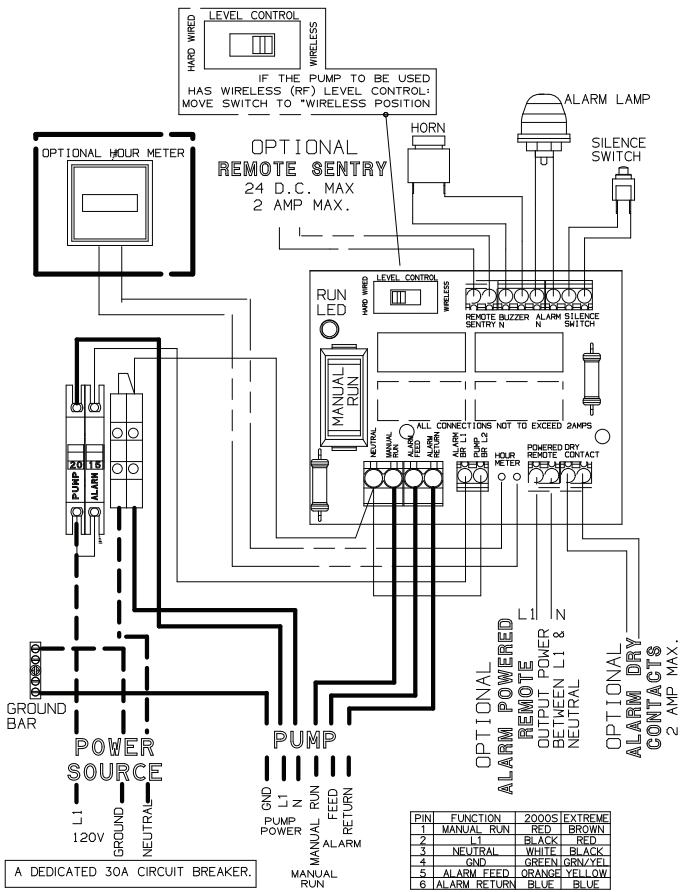 LEVEL CONTROL
HARD WIRED
WIRELESS
IF THE PUMP TO BE USED
HAS WIRELESS (RF) LEVEL CONTROL:
MOVE SWITCH TO "WIRELESS POSITION
ALARM LAMP
HORN
SILENCE
SWITCH
OPTIONAL HOUR METER
OPTIONAL
REMOTE SENTRY
24 D.C. MAX
2 AMP MAX.
RUN
LED
LEVEL CONTROL
HARD WIRED
WIRELESS
REMOTE BUZZER ALARM SILENCE
SENTRY N N SWITCH
MANUAL
RUN
ALL CONNECTIONS NOT TO EXCEED 2AMPS
NEUTRAL
MANUAL
RUN
ALARM
FEED
ALARM
RETURN
ALARM
BR L1
PUMP
BR L2
HOUR
METER
POWERED DRY
REMOTE CONTACT
20 15
PUMP
ALARM
L1 N
OPTIONAL
ALARM POWERED
REMOTE
OUTPUT POWER
BETWEEN L1 &
NEUTRAL
OPTIONAL
ALARM DRY
CONTACTS
2 AMP MAX.
GROUND
BAR
POWER
SOURCE
PUMP
L1
120V
GROUND
NEUTRAL
GND
L1
N
PUMP
POWER
MANUAL RUN
FEED
RETURN
ALARM
MANUAL
RUN
A DEDICATED 30A CIRCUIT BREAKER.
PIN FUNCTION 2000S EXTREME
1 MANUAL RUN RED BROWN
2 L1 BLACK RED
3 NEUTRAL WHITE BLACK
4 GND GREEN GRN/YEL
5 ALARM FEED ORANGE YELLOW
6 ALARM RETURN BLUE BLUE